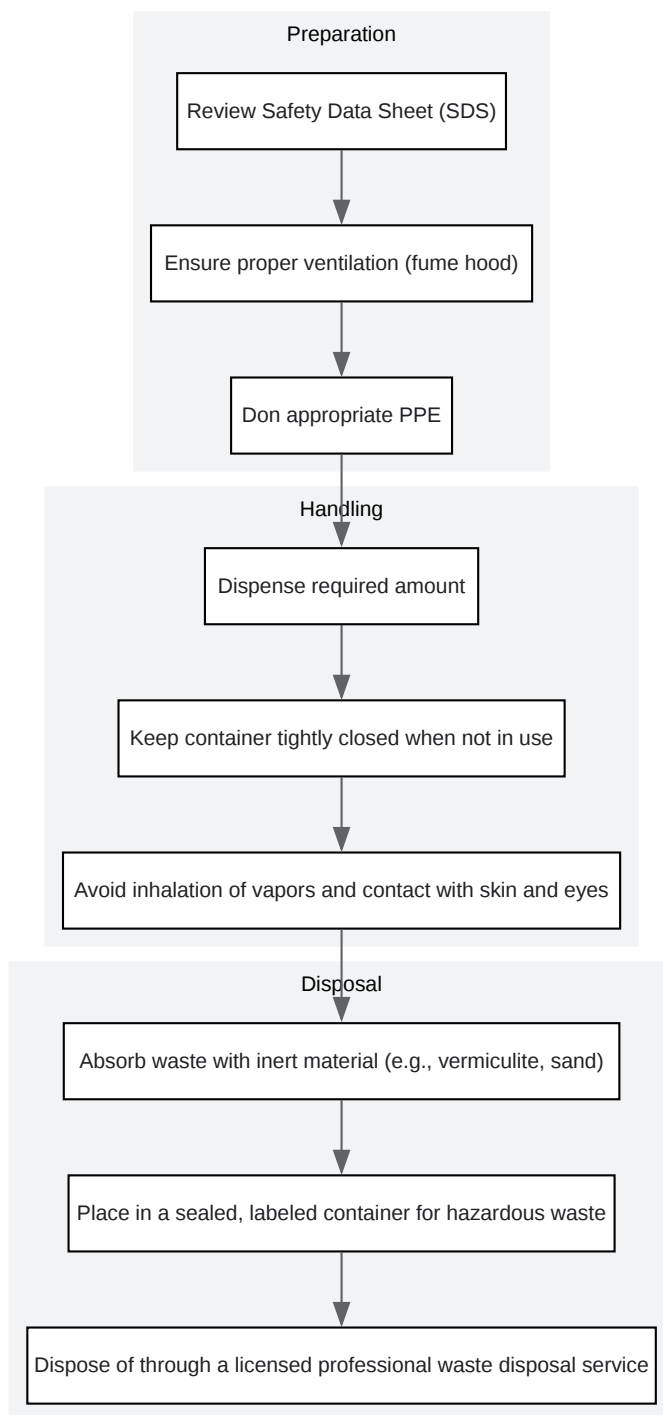 Preparation
Review Safety Data Sheet (SDS)
Ensure proper ventilation (fume hood)
Don appropriate PPE
Handling
Dispense required amount
Keep container tightly closed when not in use
Avoid inhalation of vapors and contact with skin and eyes
Disposal
Absorb waste with inert material (e.g., vermiculite, sand)
Place in a sealed, labeled container for hazardous waste
Dispose of through a licensed professional waste disposal service